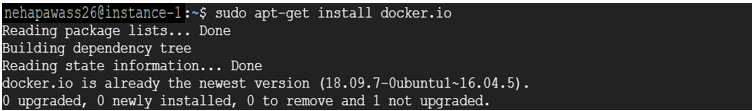 nehapawass26@instance-1:~$ sudo apt-get install docker.io
Reading package lists... Done
Building dependency tree
Reading state information... Done
docker.io is already the newest version (18.09.7-0ubuntu1~16.04.5).
0 upgraded, 0 newly installed, 0 to remove and 1 not upgraded.